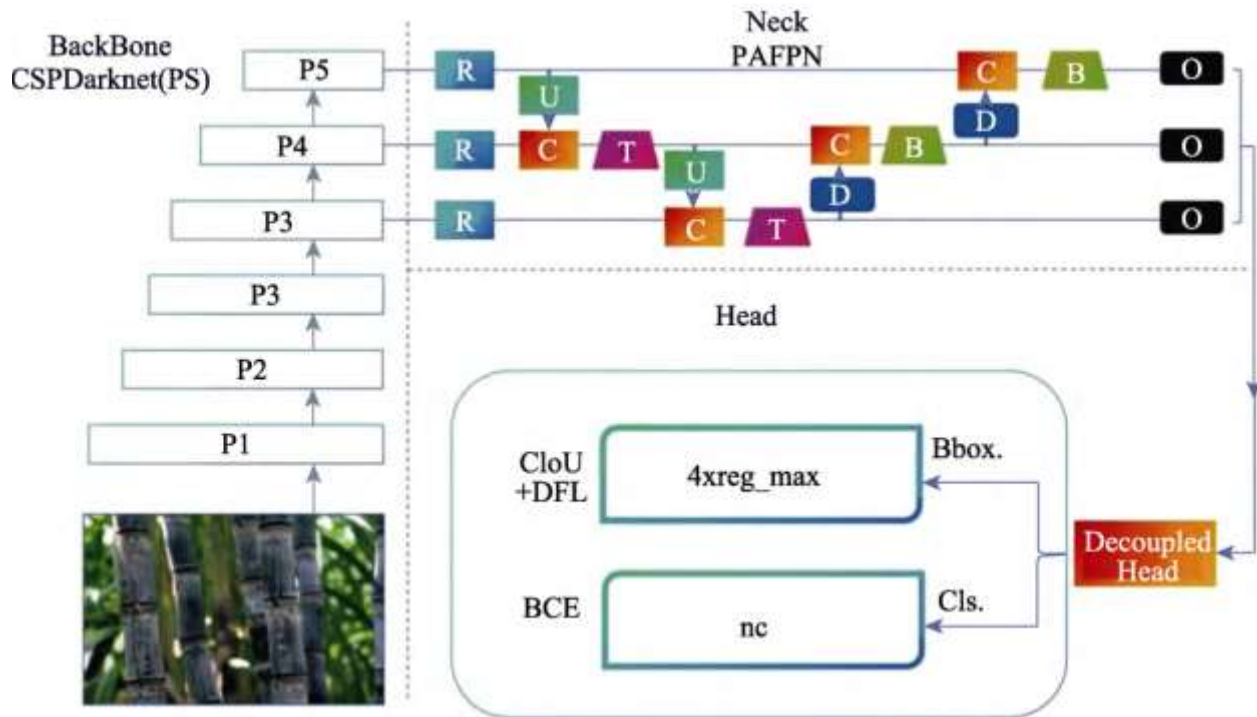 BackBone
CSPDarknet(PS)
P5
P4
P3
P3
P2
P1
Neck
PAFPN
R
U
C
B
O
D
R
C
T
U
C
B
O
D
R
C
T
O
Head
CloU
+DFL
4xreg_max
Bbox.
Decoupled
Head
BCE
nc
Cls.